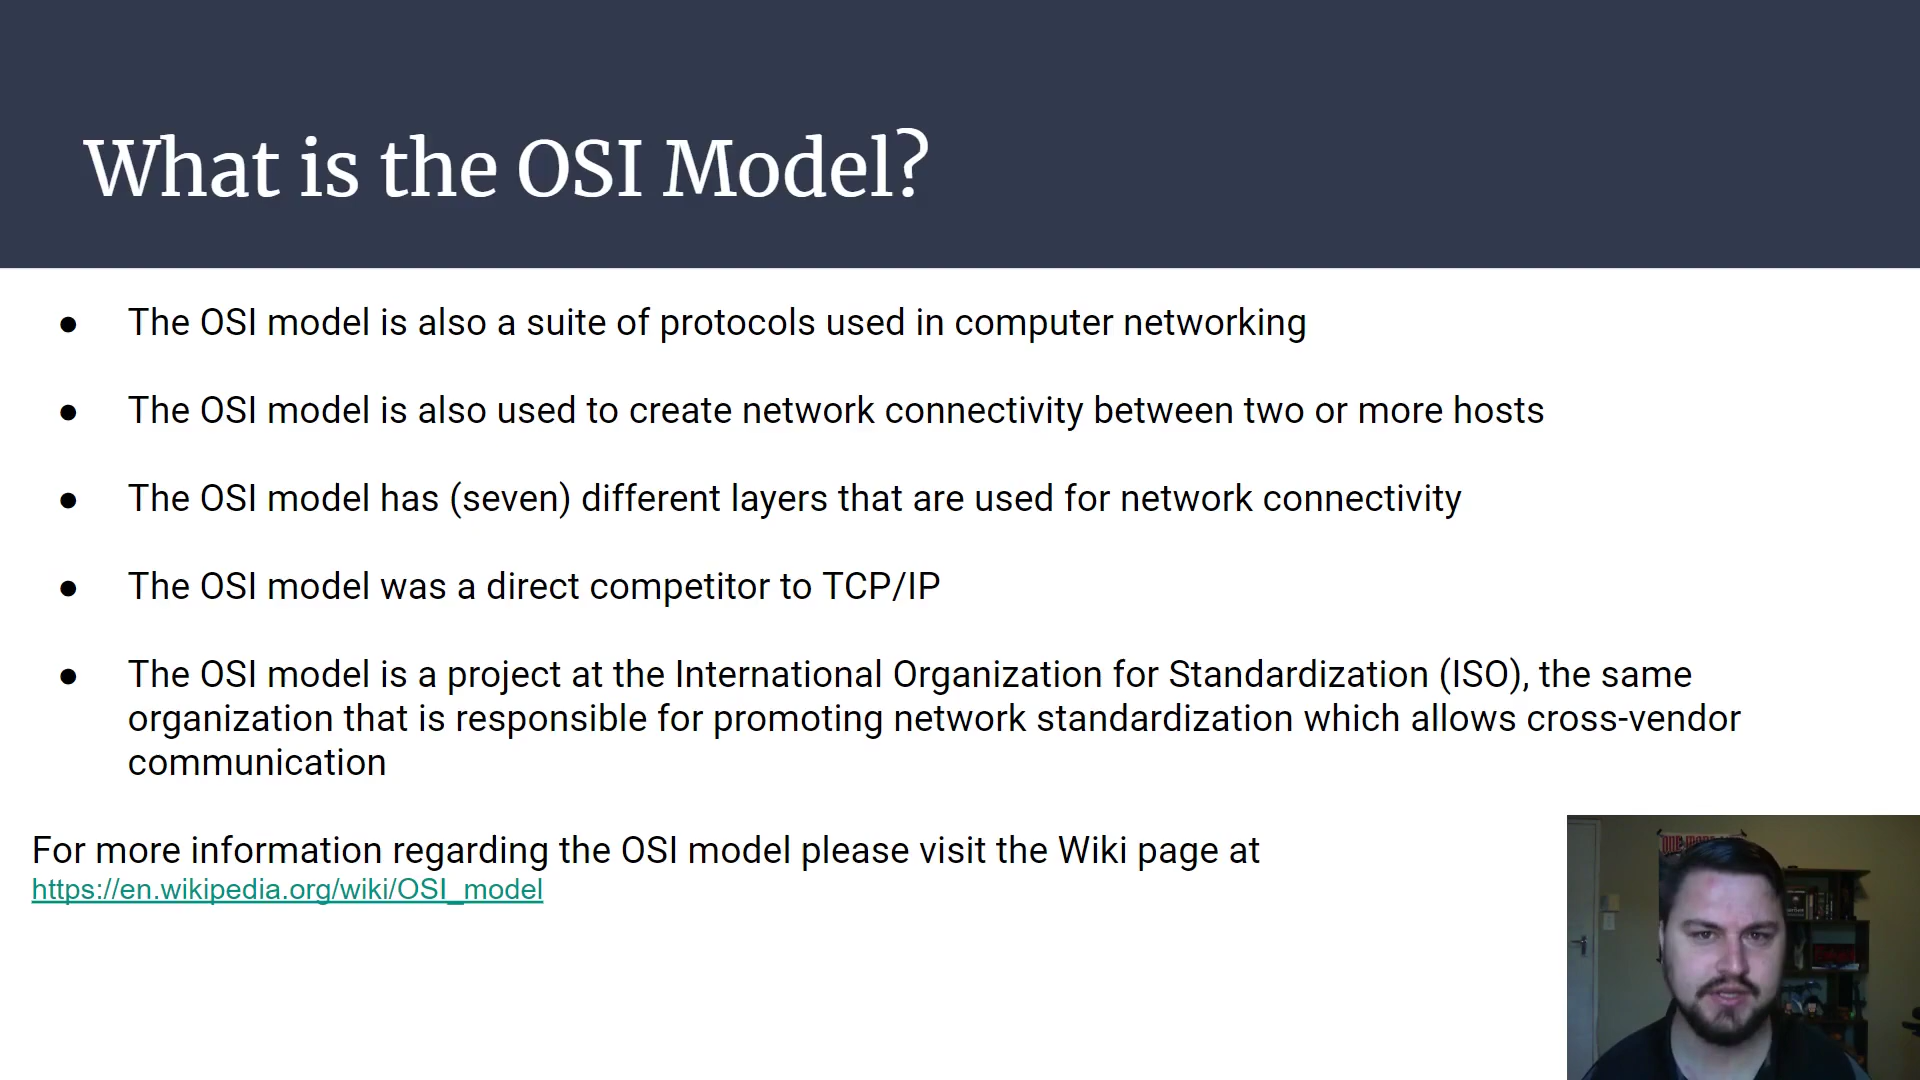 What is the OSI Model?
● The OSI model is also a suite of protocols used in computer networking
● The OSI model is also used to create network connectivity between two or more hosts
● The OSI model has (seven) different layers that are used for network connectivity
● The OSI model was a direct competitor to TCP/IP
● The OSI model is a project at the International Organization for Standardization (ISO), the same
organization that is responsible for promoting network standardization which allows cross-vendor
communication
For more information regarding the OSI model please visit the Wiki page at
https://en.wikipedia.org/wiki/OSI_model